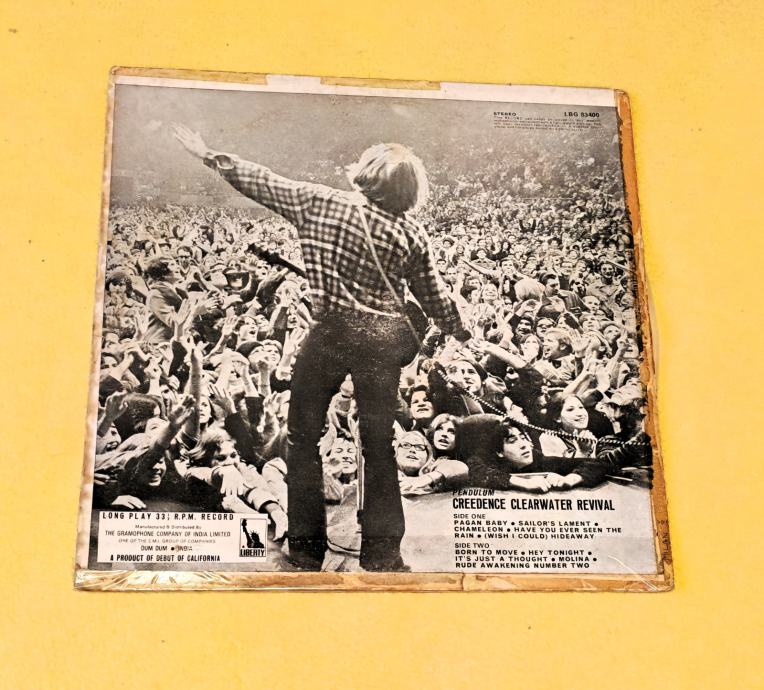 STEREO
LBG 83400
LONG PLAY 33⅓ R.P.M. RECORD
Manufactured & Distributed By
THE GRAMOPHONE COMPANY OF INDIA LIMITED
ONE OF THE E.M.I. GROUP OF COMPANIES
DUM DUM ● INDIA
A PRODUCT OF DEBUT OF CALIFORNIA
LIBERTY
PENDULUM
CREEDENCE CLEARWATER REVIVAL
SIDE ONE
PAGAN BABY ● SAILOR'S LAMENT ●
CHAMELEON ● HAVE YOU EVER SEEN THE
RAIN ● (WISH I COULD) HIDEAWAY
SIDE TWO
BORN TO MOVE ● HEY TONIGHT ●
IT'S JUST A THOUGHT ● MOLINA ●
RUDE AWAKENING NUMBER TWO